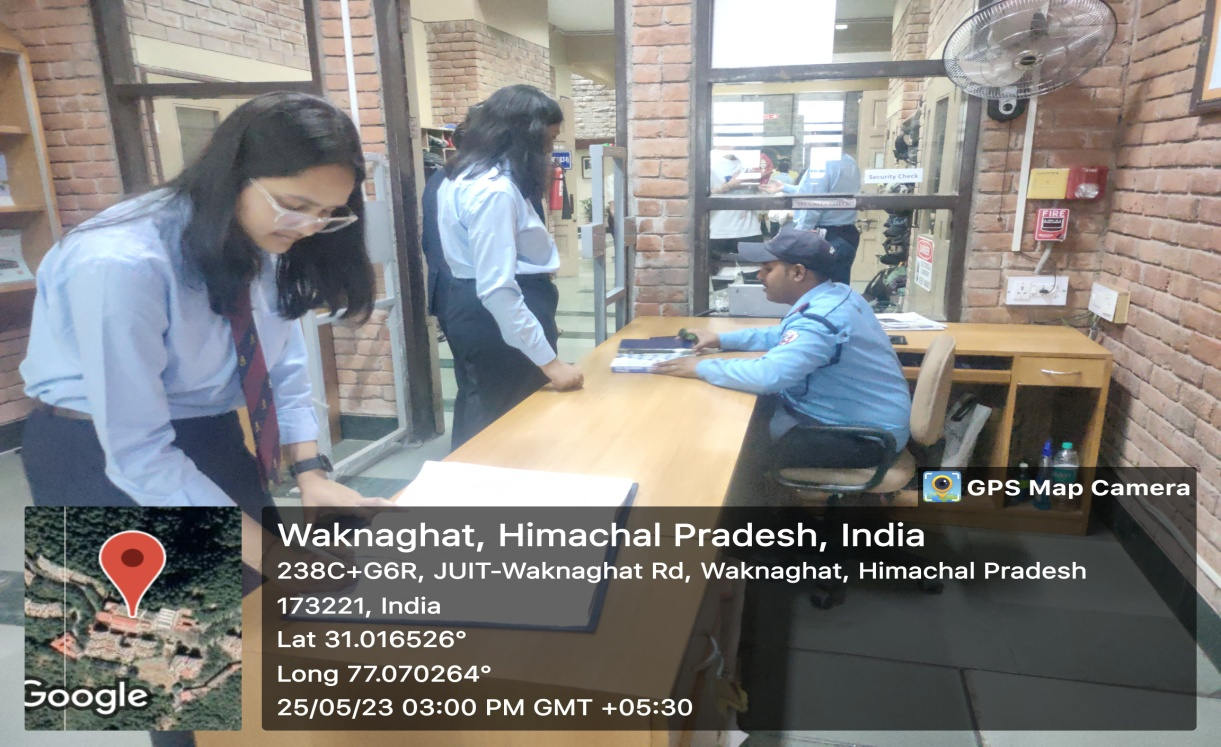 Security Check
FIRE
DANGER
GPS Map Camera
Waknaghat, Himachal Pradesh, India
238C+G6R, JUIT-Waknaghat Rd, Waknaghat, Himachal Pradesh
173221, India
Lat 31.016526°
Long 77.070264°
25/05/23 03:00 PM GMT +05:30
Google